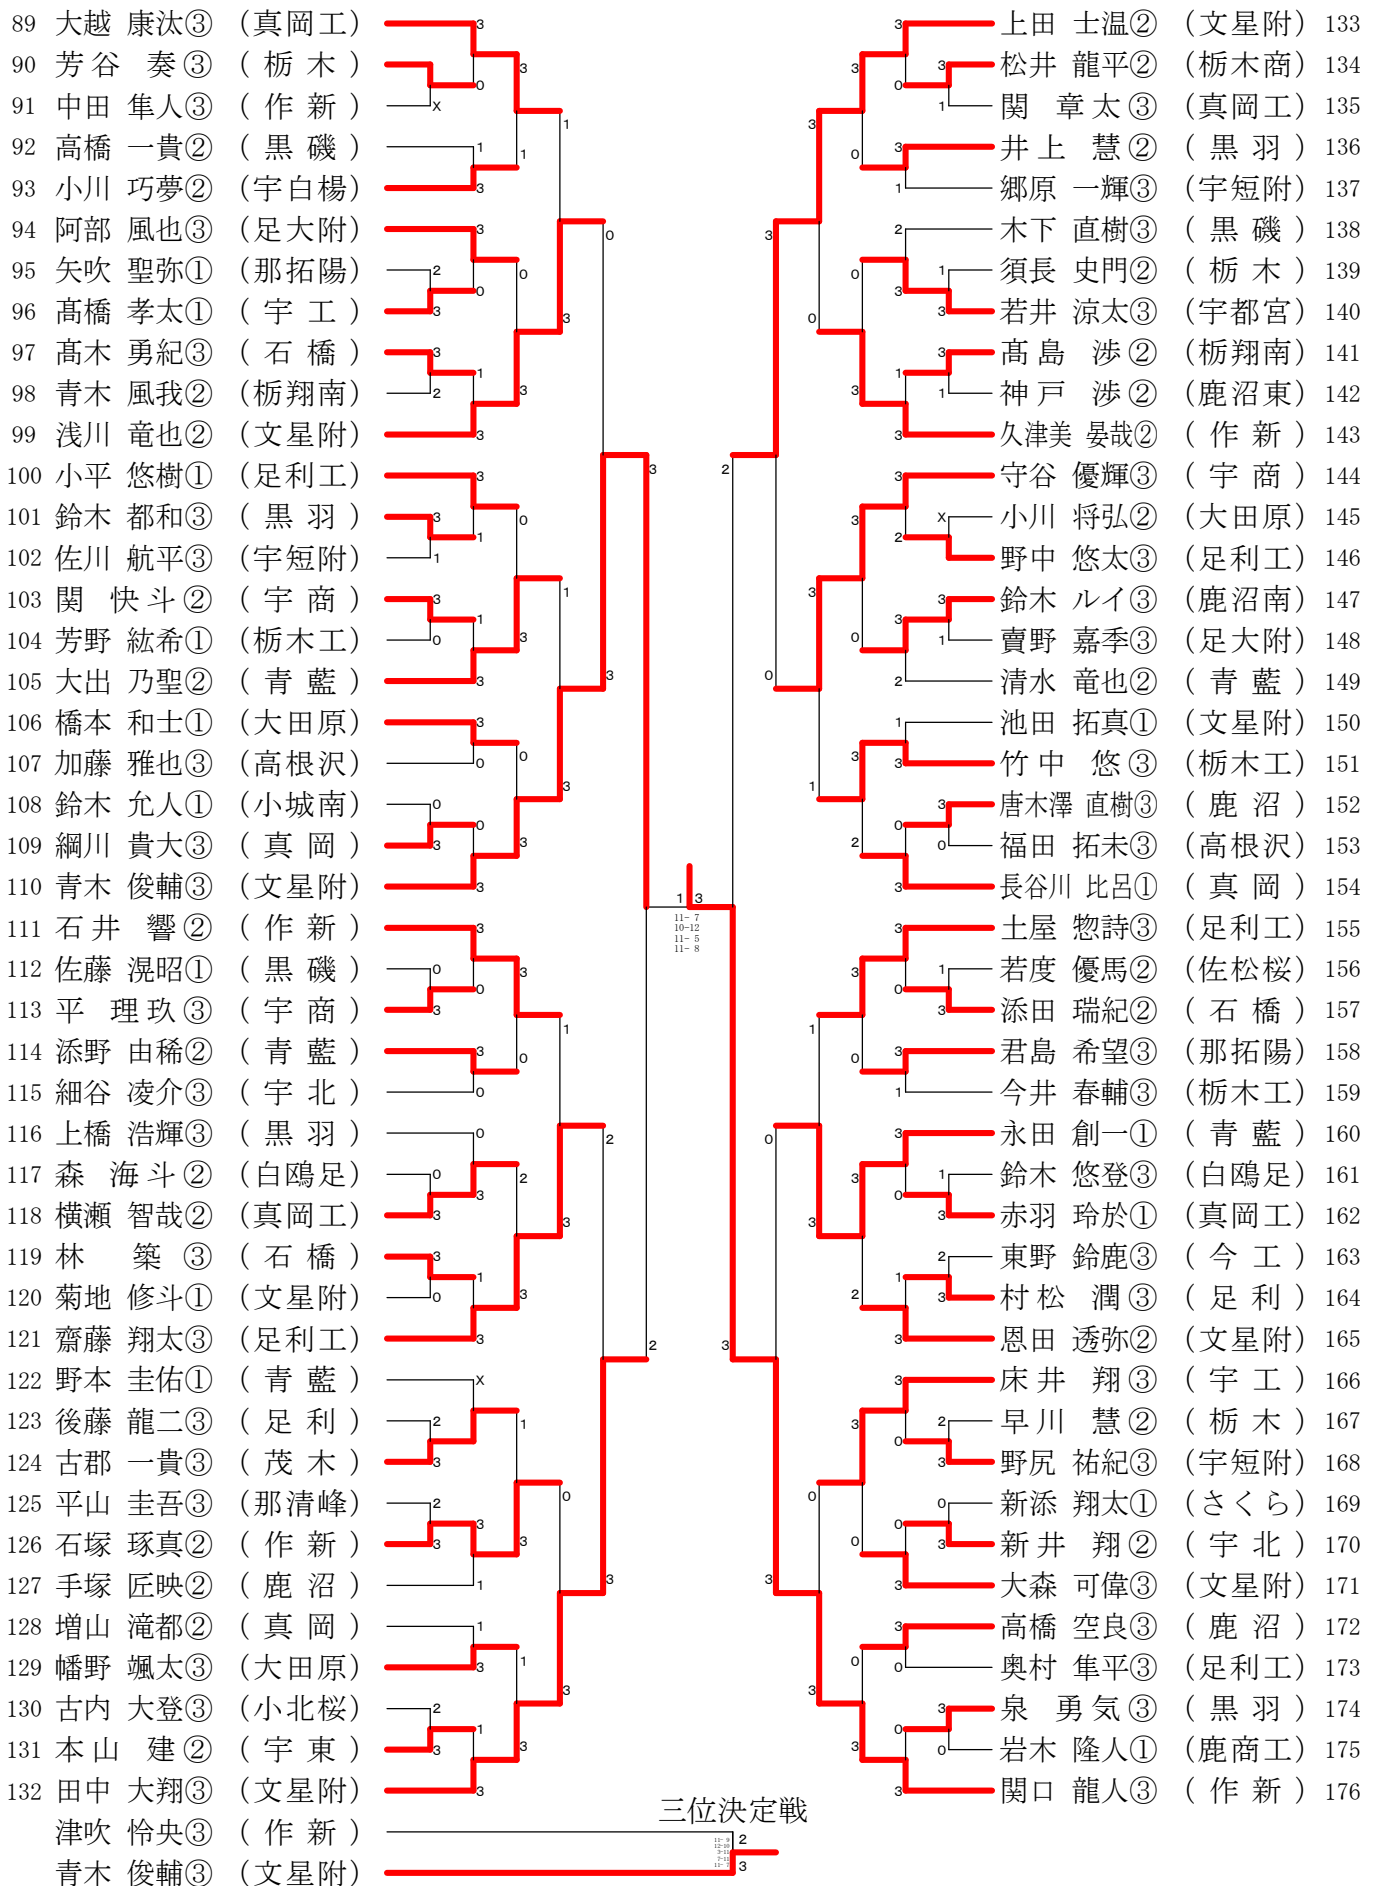 89 大越 康汰③ (真岡工)
90 芳谷 奏③ (栃木)
91 中田 隼人③ (作新)
92 高橋 一貴② (黒磯)
93 小川 巧夢② (宇白楊)
94 阿部 風也③ (足大附)
95 矢吹 聖弥① (那拓陽)
96 髙橋 孝太① (宇工)
97 髙木 勇紀③ (石橋)
98 青木 風我② (栃翔南)
99 浅川 竜也② (文星附)
100 小平 悠樹① (足利工)
101 鈴木 都和③ (黒羽)
102 佐川 航平③ (宇短附)
103 関 快斗② (宇商)
104 芳野 紘希① (栃木工)
105 大出 乃聖② (青藍)
106 橋本 和士① (大田原)
107 加藤 雅也③ (高根沢)
108 鈴木 允人① (小城南)
109 綱川 貴大③ (真岡)
110 青木 俊輔③ (文星附)
111 石井 響② (作新)
112 佐藤 滉昭① (黒磯)
113 平 理玖③ (宇商)
114 添野 由稀② (青藍)
115 細谷 凌介③ (宇北)
116 上橋 浩輝③ (黒羽)
117 森 海斗② (白鴎足)
118 横瀬 智哉② (真岡工)
119 林 築③ (石橋)
120 菊地 修斗① (文星附)
121 齋藤 翔太③ (足利工)
122 野本 圭佑① (青藍)
123 後藤 龍二③ (足利)
124 古郡 一貴③ (茂木)
125 平山 圭吾③ (那清峰)
126 石塚 琢真② (作新)
127 手塚 匠映② (鹿沼)
128 増山 滝都② (真岡)
129 幡野 颯太③ (大田原)
130 古内 大登③ (小北桜)
131 本山 建② (宇東)
132 田中 大翔③ (文星附)
上田 士温② (文星附) 133
松井 龍平② (栃木商) 134
関 章太③ (真岡工) 135
井上 慧② (黒羽) 136
郷原 一輝③ (宇短附) 137
木下 直樹③ (黒磯) 138
須長 史門② (栃木) 139
若井 涼太③ (宇都宮) 140
髙島 渉② (栃翔南) 141
神戸 渉② (鹿沼東) 142
久津美 晏哉② (作新) 143
守谷 優輝③ (宇商) 144
小川 将弘② (大田原) 145
野中 悠太③ (足利工) 146
鈴木 ルイ③ (鹿沼南) 147
賣野 嘉季③ (足大附) 148
清水 竜也② (青藍) 149
池田 拓真① (文星附) 150
竹中 悠③ (栃木工) 151
唐木澤 直樹③ (鹿沼) 152
福田 拓未③ (高根沢) 153
長谷川 比呂① (真岡) 154
土屋 惣詩③ (足利工) 155
若度 優馬② (佐松桜) 156
添田 瑞紀② (石橋) 157
君島 希望③ (那拓陽) 158
今井 春輔③ (栃木工) 159
永田 創一① (青藍) 160
鈴木 悠登③ (白鴎足) 161
赤羽 玲於① (真岡工) 162
東野 鈴鹿③ (今工) 163
村松 潤③ (足利) 164
恩田 透弥② (文星附) 165
床井 翔③ (宇工) 166
早川 慧② (栃木) 167
野尻 祐紀③ (宇短附) 168
新添 翔太① (さくら) 169
新井 翔② (宇北) 170
大森 可偉③ (文星附) 171
高橋 空良③ (鹿沼) 172
奥村 隼平③ (足利工) 173
泉 勇気③ (黒羽) 174
岩木 隆人① (鹿商工) 175
関口 龍人③ (作新) 176
1 3
11- 7
10-12
11- 5
11- 8
三位決定戦
津吹 怜央③ (作新) 2
青木 俊輔③ (文星附) 3